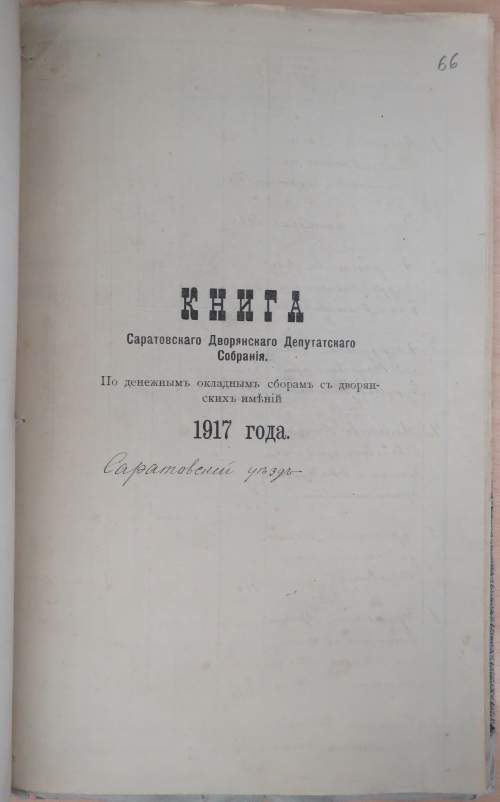 66
КНИГА
Саратовскаго Дворянскаго Депутатскаго
Собранія.
По денежнымъ окладнымъ сборамъ съ дворян-
скихъ имѣній
1917 года.
Саратовскій уѣздъ